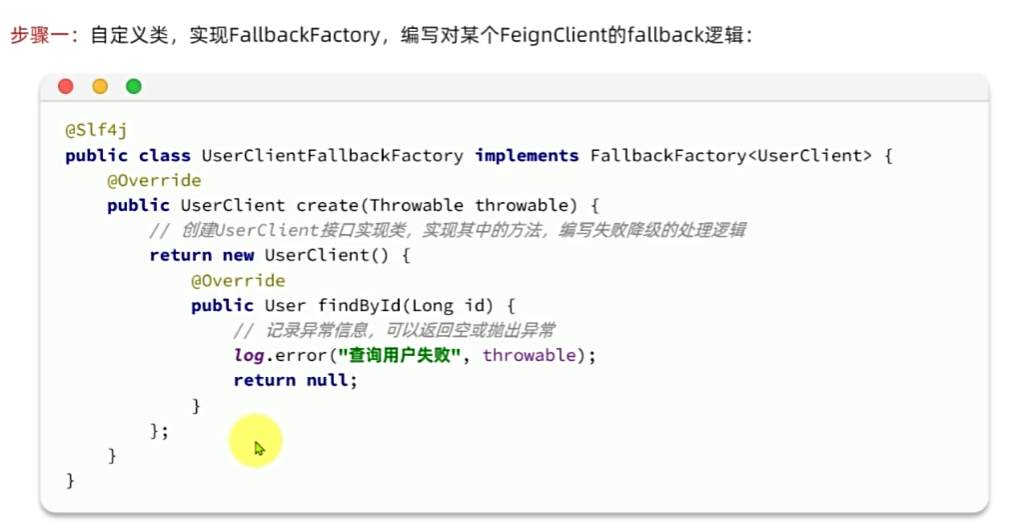 步骤一：自定义类，实现FallbackFactory，编写对某个FeignClient的fallback逻辑：
@Slf4j
public class UserClientFallbackFactory implements FallbackFactory<UserClient> {
@Override
public UserClient create(Throwable throwable) {
// 创建UserClient接口实现类，实现其中的方法，编写失败降级的处理逻辑
return new UserClient() {
@Override
public User findById(Long id) {
// 记录异常信息，可以返回空或抛出异常
log.error("查询用户失败", throwable);
return null;
}
};
}
}